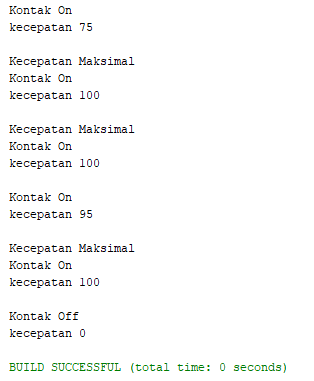 Kontak On
kecepatan 75
Kecepatan Maksimal
Kontak On
kecepatan 100
Kecepatan Maksimal
Kontak On
kecepatan 100
Kontak On
kecepatan 95
Kecepatan Maksimal
Kontak On
kecepatan 100
Kontak Off
kecepatan 0
BUILD SUCCESSFUL (total time: 0 seconds)